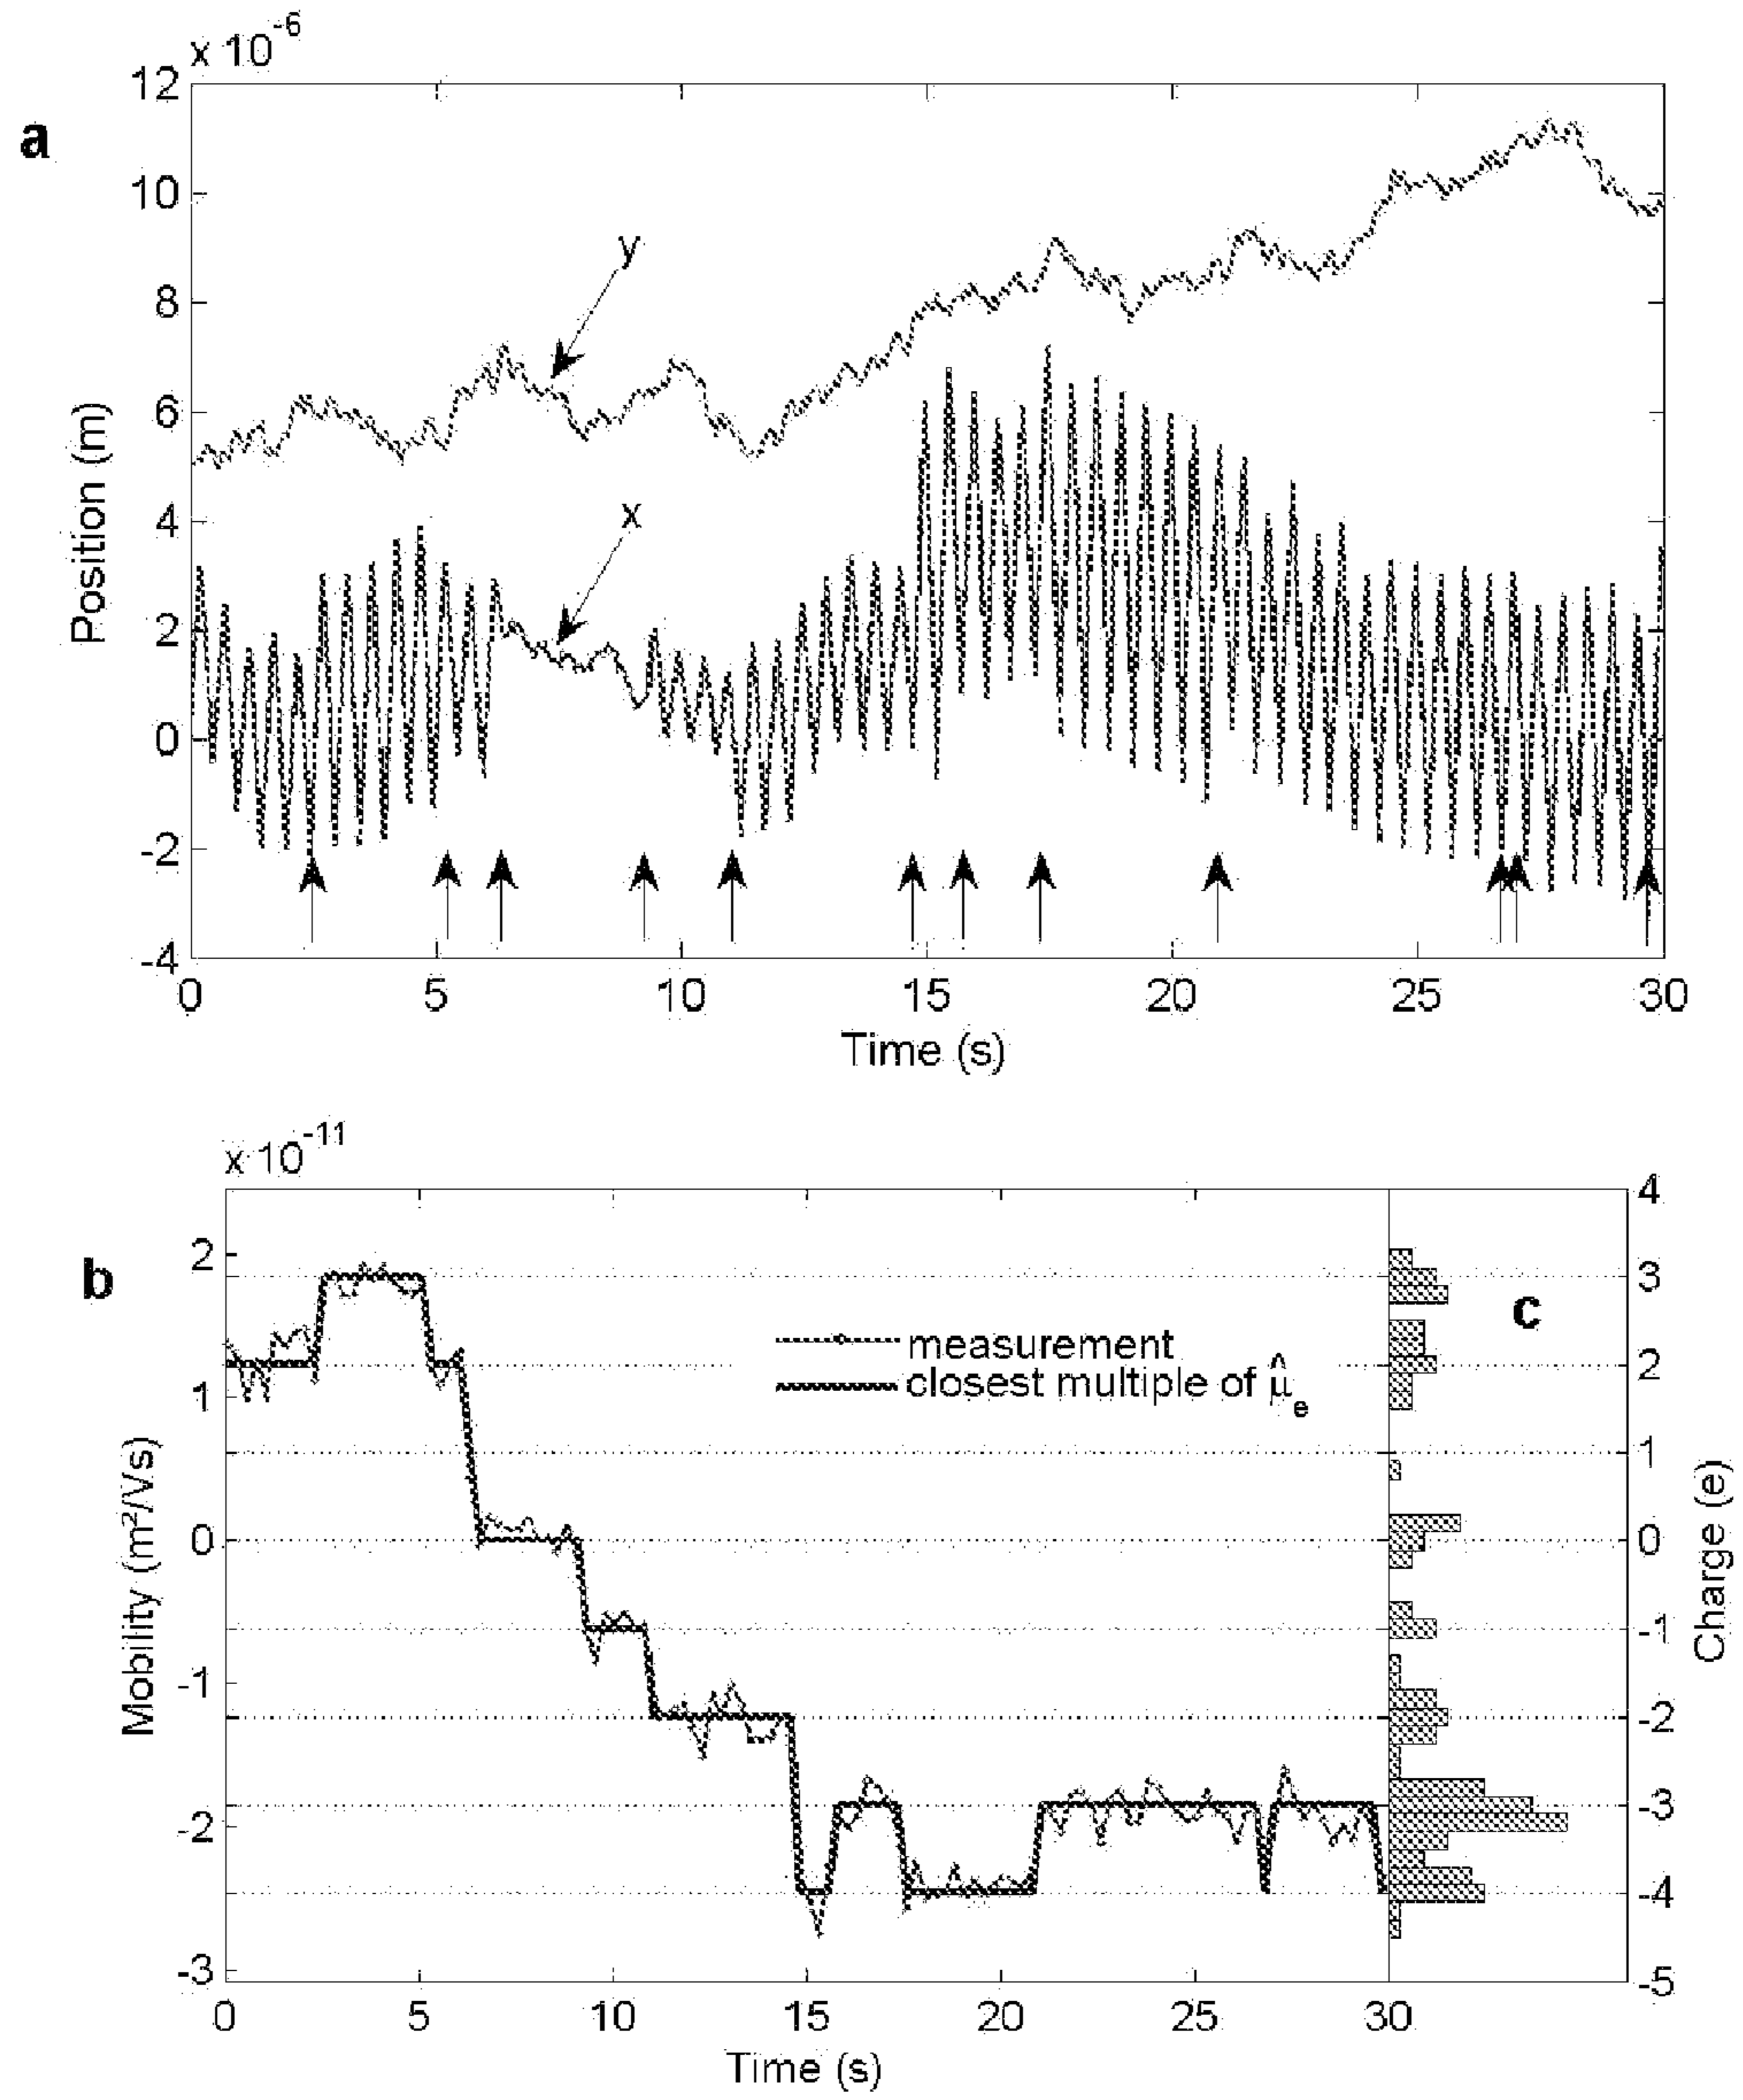 x 10-6
a
12
10
8
6
4
2
0
-2
-4
y
x
Position (m)
0 5 10 15 20 25 30
Time (s)
x 10-11
b
2
1
0
-1
-2
-3
Mobility (m²/Vs)
measurement
closest multiple of μ̂e
c
4
3
2
1
0
-1
-2
-3
-4
-5
Charge (e)
0 5 10 15 20 25 30
Time (s)